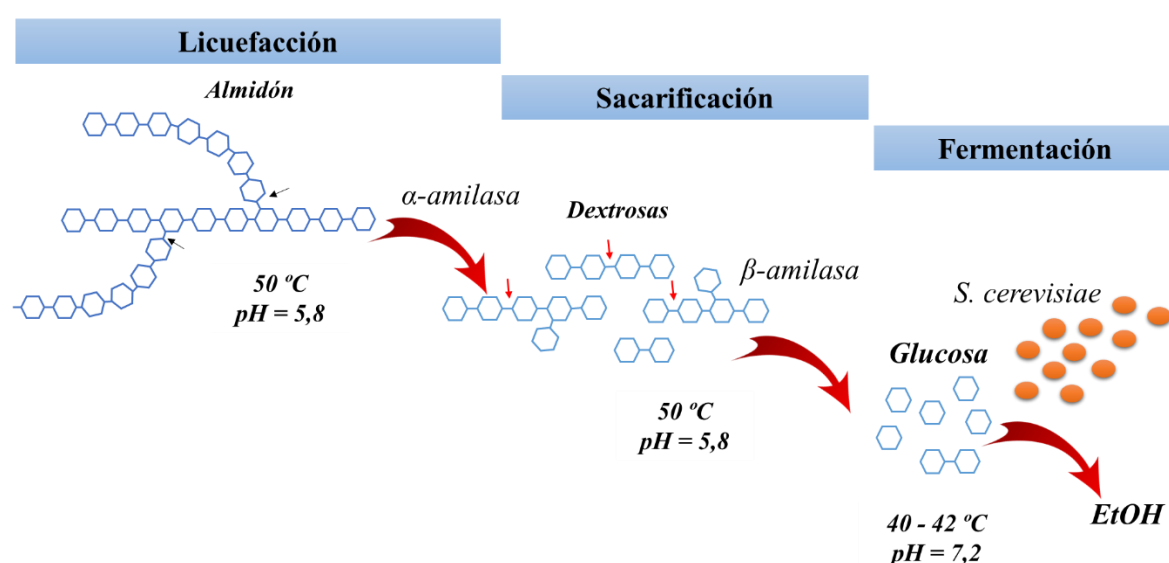 Licuefacción
Almidón
α-amilasa
50 ºC
pH = 5,8
Sacarificación
Dextrosas
β-amilasa
50 ºC
pH = 5,8
Fermentación
S. cerevisiae
Glucosa
40 - 42 ºC
pH = 7,2
EtOH